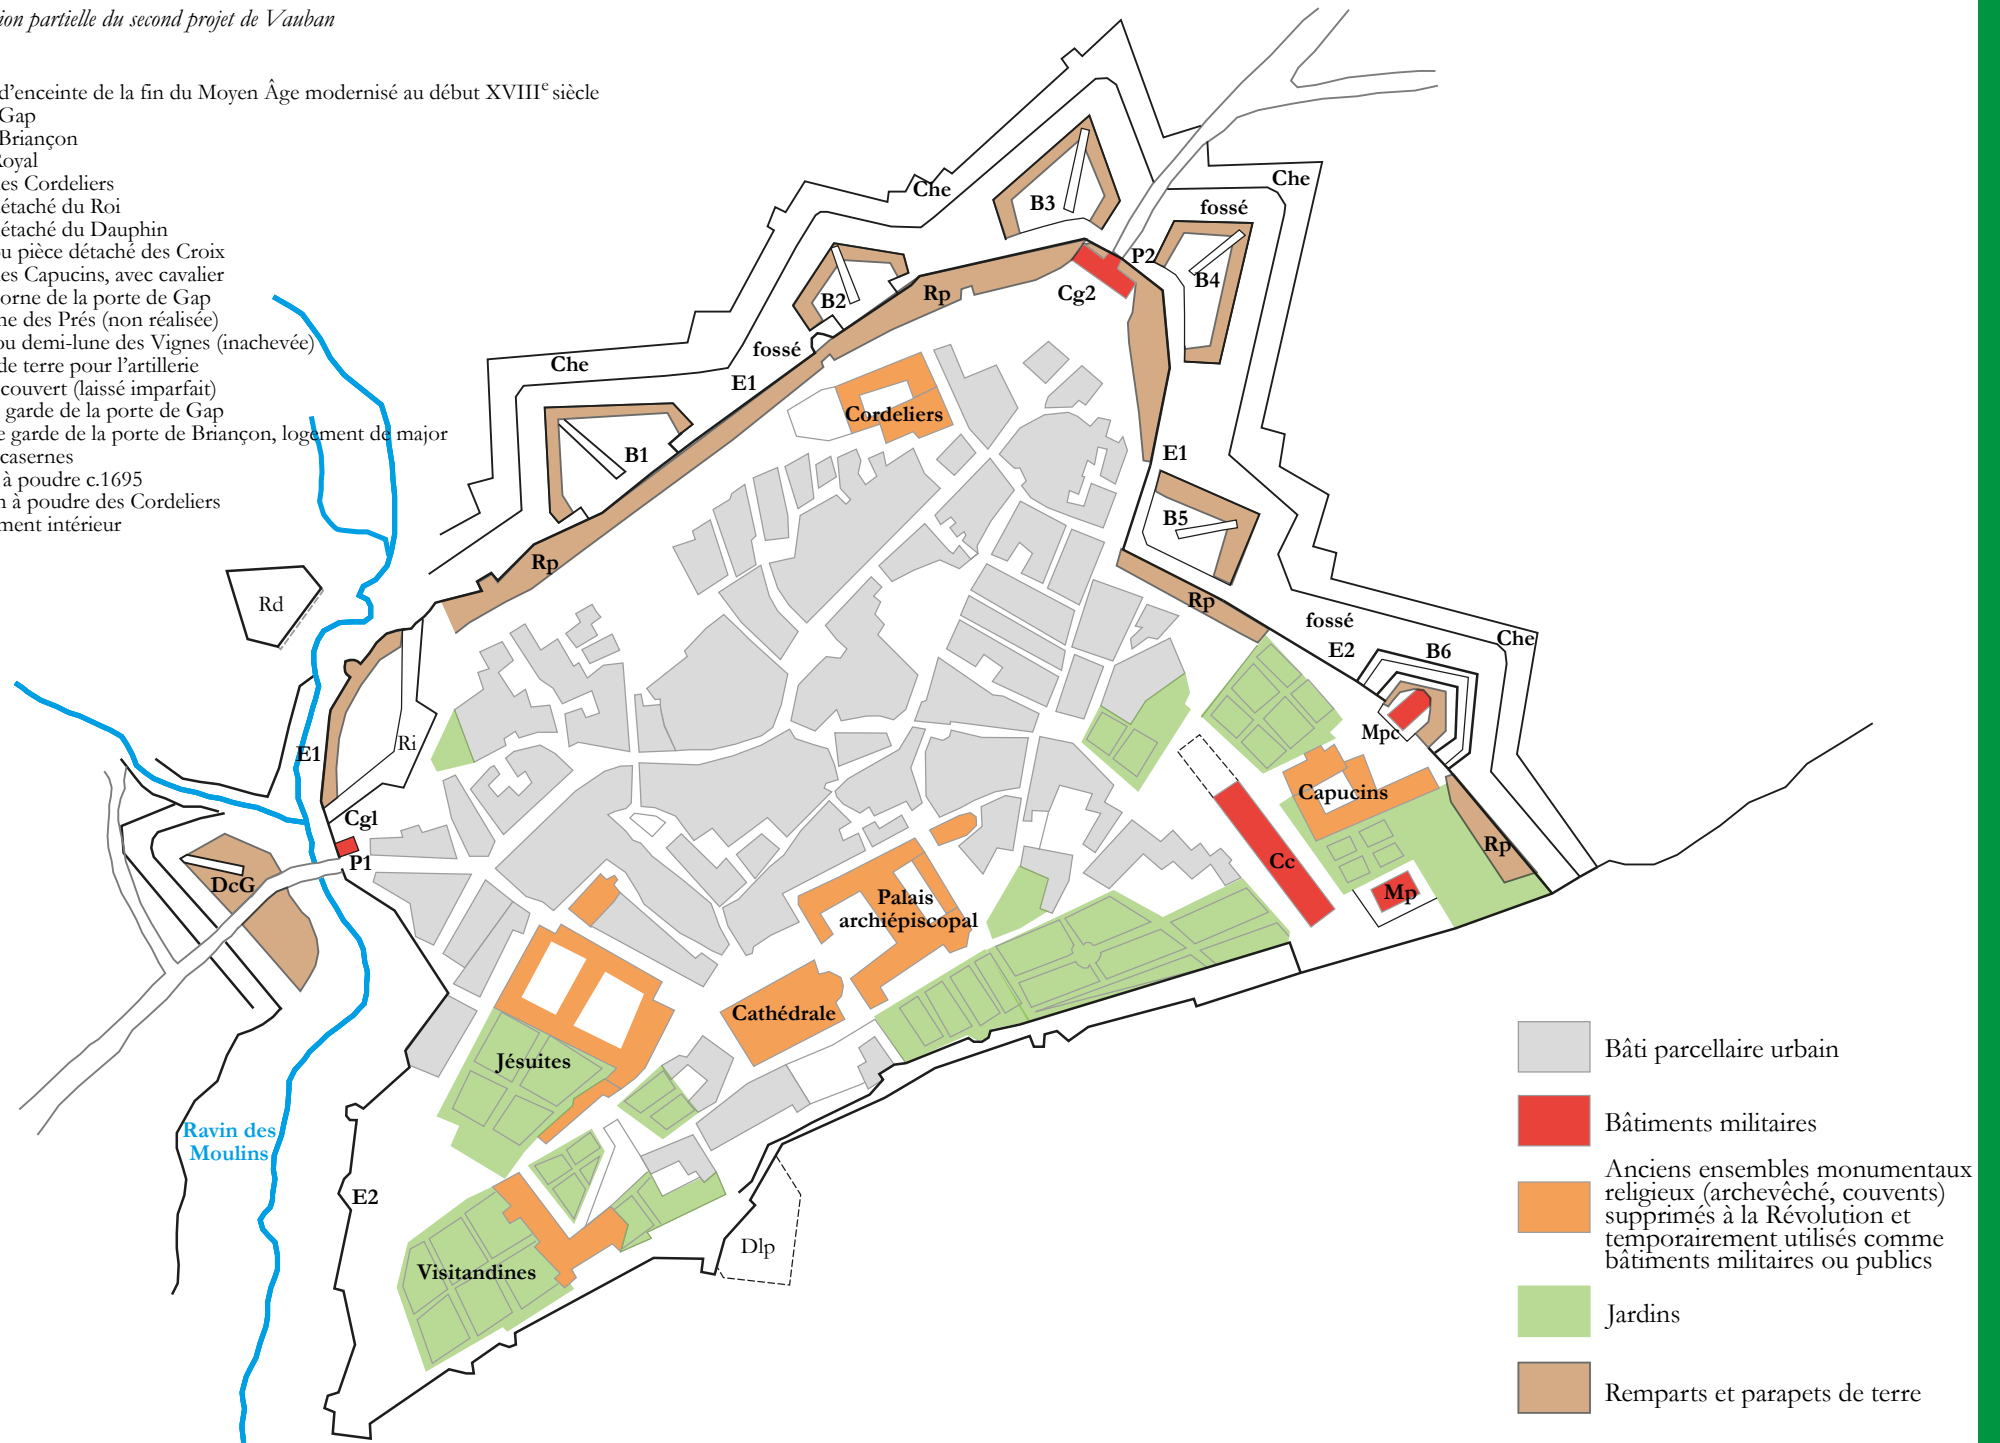 ion partielle du second projet de Vauban
d’enceinte de la fin du Moyen Âge modernisé au début XVIIIe siècle
Gap
Briançon
Royal
es Cordeliers
étaché du Roi
étaché du Dauphin
u pièce détaché des Croix
es Capucins, avec cavalier
orne de la porte de Gap
ne des Prés (non réalisée)
ou demi-lune des Vignes (inachevée)
de terre pour l’artillerie
couvert (laissé imparfait)
garde de la porte de Gap
e garde de la porte de Briançon, logement de major
casernes
à poudre c.1695
n à poudre des Cordeliers
ment intérieur
Che
B3
Che
fossé
P2
B4
Cg2
Rp
B2
fossé
Che
E1
Cordeliers
B1
E1
B5
Rp
Rd
Rp
fossé
E2
B6
Che
Mpc
Ri
E1
Capucins
Cgl
P1
Rp
Cc
DcG
Mp
Palais
archiépiscopal
Cathédrale
Jésuites
Ravin des
Moulins
E2
Dlp
Visitandines
Bâti parcellaire urbain
Bâtiments militaires
Anciens ensembles monumentaux
religieux (archevêché, couvents)
supprimés à la Révolution et
temporairement utilisés comme
bâtiments militaires ou publics
Jardins
Remparts et parapets de terre